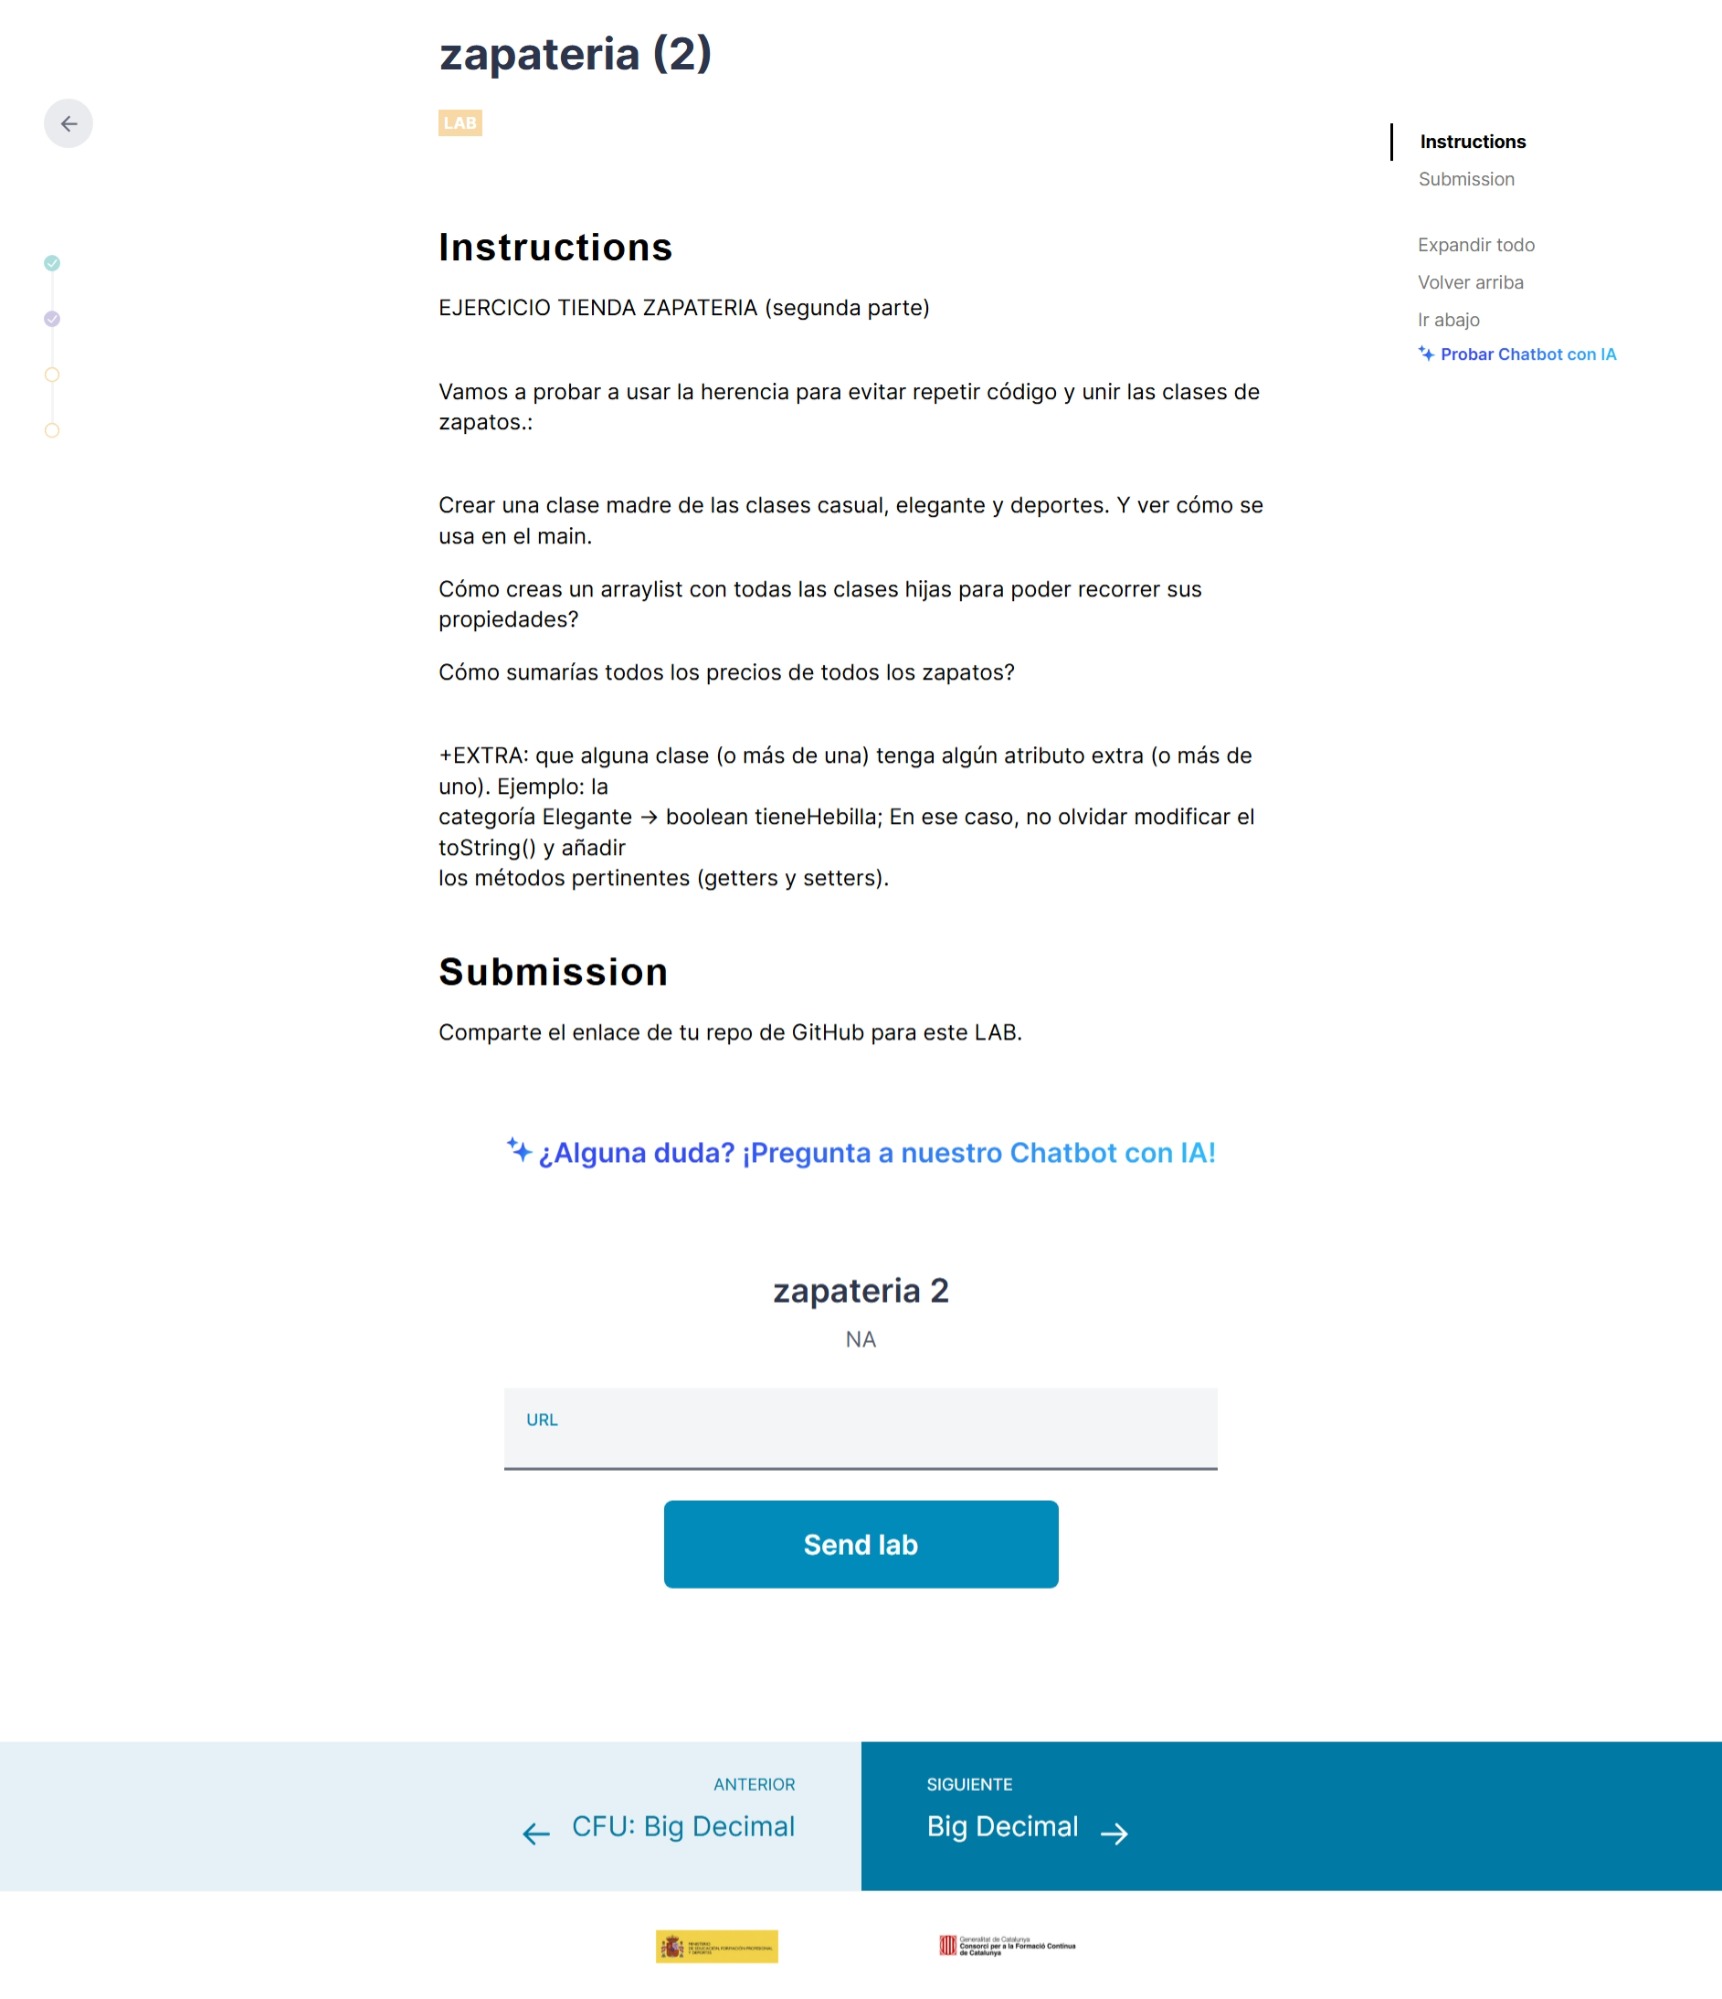 zapateria (2)
LAB
Instructions
Submission
Expandir todo
Volver arriba
Ir abajo
Probar Chatbot con IA
Instructions
EJERCICIO TIENDA ZAPATERIA (segunda parte)
Vamos a probar a usar la herencia para evitar repetir código y unir las clases de
zapatos.:
Crear una clase madre de las clases casual, elegante y deportes. Y ver cómo se
usa en el main.
Cómo creas un arraylist con todas las clases hijas para poder recorrer sus
propiedades?
Cómo sumarías todos los precios de todos los zapatos?
+EXTRA: que alguna clase (o más de una) tenga algún atributo extra (o más de
uno). Ejemplo: la
categoría Elegante → boolean tieneHebilla; En ese caso, no olvidar modificar el
toString() y añadir
los métodos pertinentes (getters y setters).
Submission
Comparte el enlace de tu repo de GitHub para este LAB.
¿Alguna duda? ¡Pregunta a nuestro Chatbot con IA!
zapateria 2
NA
URL
Send lab
ANTERIOR
CFU: Big Decimal
SIGUIENTE
Big Decimal
MINISTERIO
DE EDUCACIÓN, FORMACIÓN PROFESIONAL
Y DEPORTES
Generalitat de Catalunya
Consorci per a la Formació Contínua
de Catalunya